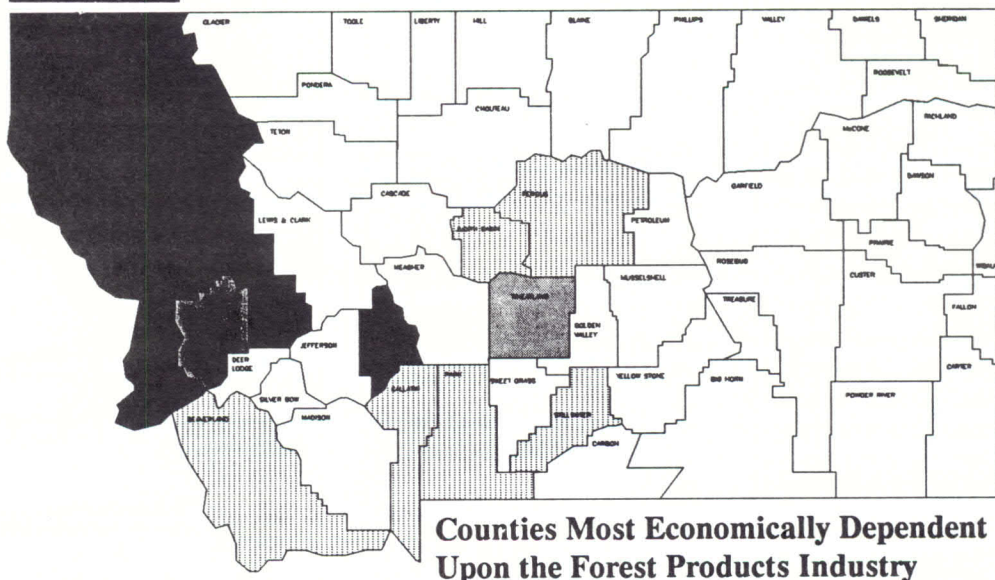 GLACIER TOOLE LIBERTY HILL BLAINE PHILLIPS VALLEY DANIELS SHERIDAN
ROOSEVELT
PONDERA
CHOUTEAU
RICHLAND
TETON
McCONE
DAWSON
CASCADE
FERGUS
GARFIELD
LEWIS & CLARK
JUDITH BASIN
PETROLEUM
PRAIRIE
MEAGHER
ROSEBUD
WIBAUX
MUSSELSHELL
CUSTER
WHEATLAND
TREASURE
FALLON
GOLDEN
VALLEY
JEFFERSON
DEER
LODGE
CARTER
PARK
SWEET GRASS
YELLOW STONE
BIG HORN
GALLATIN
POWDER RIVER
SILVER BOW
BEAVERHEAD
MADISON
STILLWATER
CARBON
Counties Most Economically Dependent
Upon the Forest Products Industry